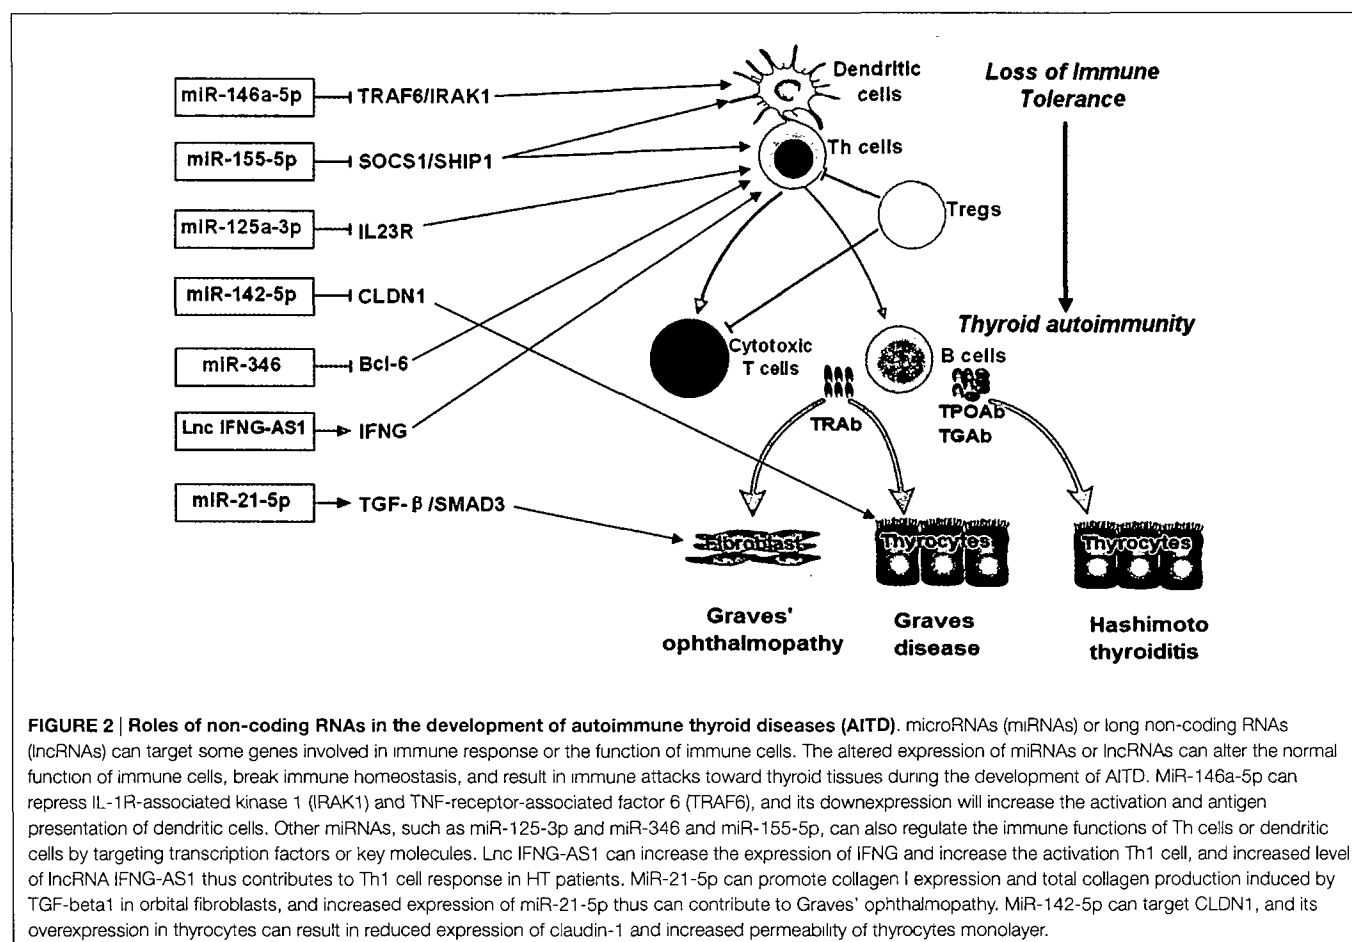 miR-146a-5p TRAF6/IRAK1
Dendritic
cells
Loss of Immune
Tolerance
miR-155-5p SOCS1/SHIP1
Th cells
miR-125a-3p IL23R
Tregs
miR-142-5p CLDN1
Thyroid autoimmunity
miR-346 Bcl-6
Cytotoxic
T cells
B cells
Lnc IFNG-AS1 IFNG
TRAb
TPOAb
TGAb
miR-21-5p TGF-β/SMAD3
Fibroblast
Thyrocytes
Thyrocytes
Graves'
ophthalmopathy
Graves
disease
Hashimoto
thyroiditis
FIGURE 2 | Roles of non-coding RNAs in the development of autoimmune thyroid diseases (AITD). microRNAs (miRNAs) or long non-coding RNAs
(lncRNAs) can target some genes involved in immune response or the function of immune cells. The altered expression of miRNAs or lncRNAs can alter the normal
function of immune cells, break immune homeostasis, and result in immune attacks toward thyroid tissues during the development of AITD. MiR-146a-5p can
repress IL-1R-associated kinase 1 (IRAK1) and TNF-receptor-associated factor 6 (TRAF6), and its downexpression will increase the activation and antigen
presentation of dendritic cells. Other miRNAs, such as miR-125-3p and miR-346 and miR-155-5p, can also regulate the immune functions of Th cells or dendritic
cells by targeting transcription factors or key molecules. Lnc IFNG-AS1 can increase the expression of IFNG and increase the activation Th1 cell, and increased level
of lncRNA IFNG-AS1 thus contributes to Th1 cell response in HT patients. MiR-21-5p can promote collagen I expression and total collagen production induced by
TGF-beta1 in orbital fibroblasts, and increased expression of miR-21-5p thus can contribute to Graves' ophthalmopathy. MiR-142-5p can target CLDN1, and its
overexpression in thyrocytes can result in reduced expression of claudin-1 and increased permeability of thyrocytes monolayer.